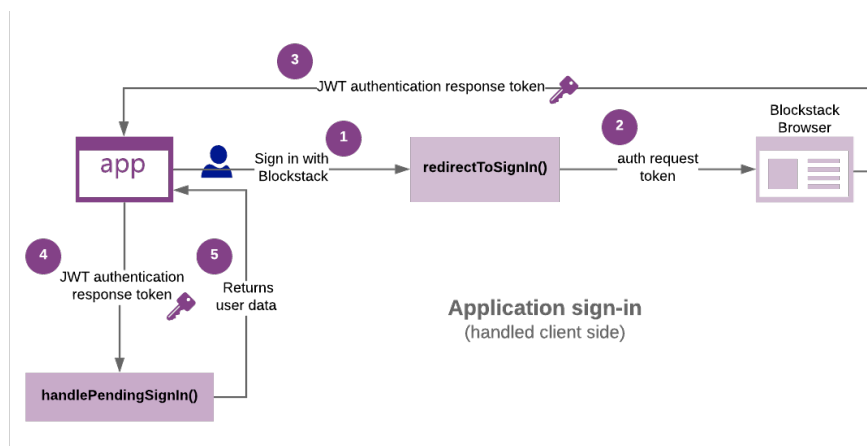 3
JWT authentication response token
Blockstack
Browser
1
2
app
Sign in with
Blockstack
redirectToSignIn()
auth request
token
4
5
JWT authentication
response token
Returns
user data
Application sign-in
(handled client side)
handlePendingSignIn()